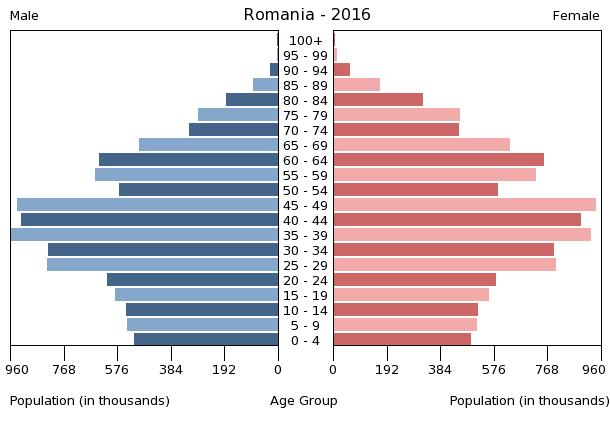 Romania - 2016
Male
Female
100+
95 - 99
90 - 94
85 - 89
80 - 84
75 - 79
70 - 74
65 - 69
60 - 64
55 - 59
50 - 54
45 - 49
40 - 44
35 - 39
30 - 34
25 - 29
20 - 24
15 - 19
10 - 14
5 - 9
0 - 4
960 768 576 384 192 0 0 192 384 576 768 960
Population (in thousands) Age Group Population (in thousands)